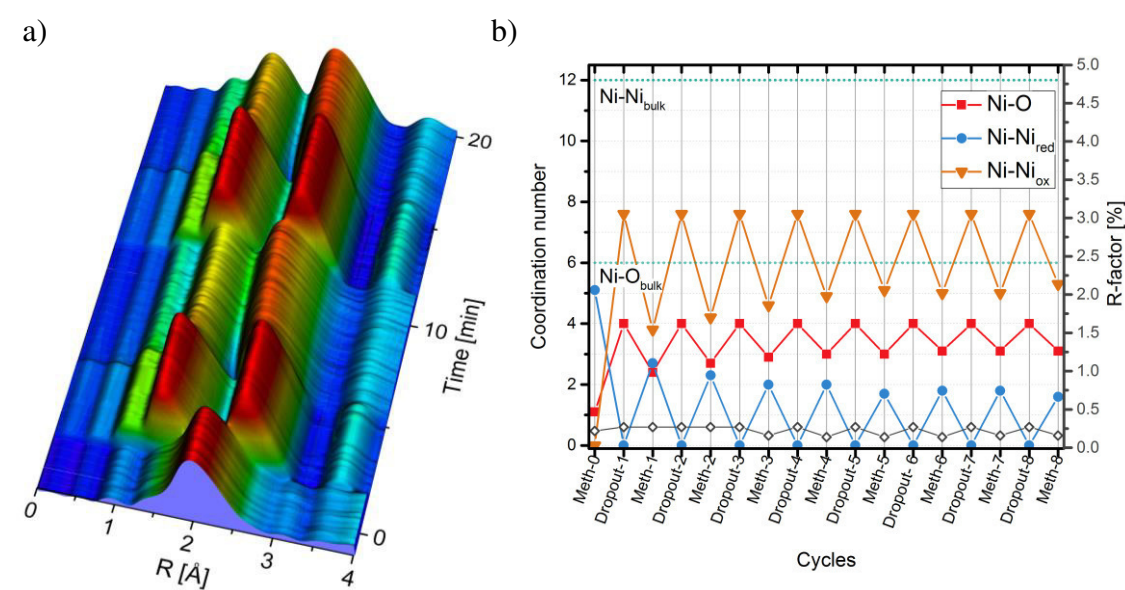 a)
0
1
2
3
4
R [Å]
0
10
20
Time [min]
b)
12
10
8
6
4
2
0
Coordination number
Ni-Ni bulk
Ni-O bulk
Ni-O
Ni-Ni red
Ni-Ni ox
5.0
4.5
4.0
3.5
3.0
2.5
2.0
1.5
1.0
0.5
0.0
R-factor [%]
Meth-0
Dropout-1
Meth-1
Dropout-2
Meth-2
Dropout-3
Meth-3
Dropout-4
Meth-4
Dropout-5
Meth-5
Dropout- 6
Meth-6
Dropout-7
Meth-7
Dropout-8
Meth-8
Cycles